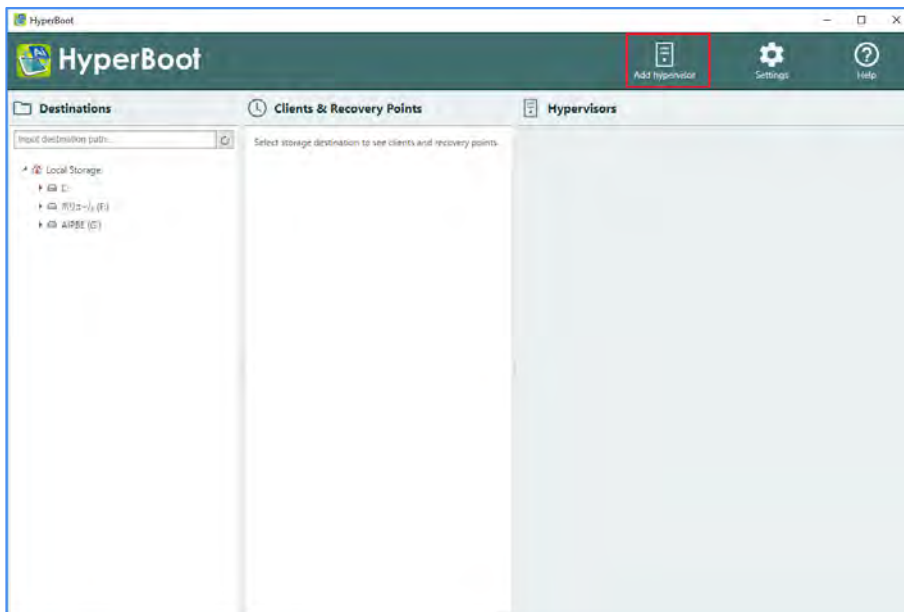 HyperBoot
HyperBoot
Add hypervisor
Settings
Help
Destinations
Input destination path...
Local Storage
C:
ボリューム (F:)
AIPBE (G:)
Clients & Recovery Points
Select storage destination to see clients and recovery points.
Hypervisors